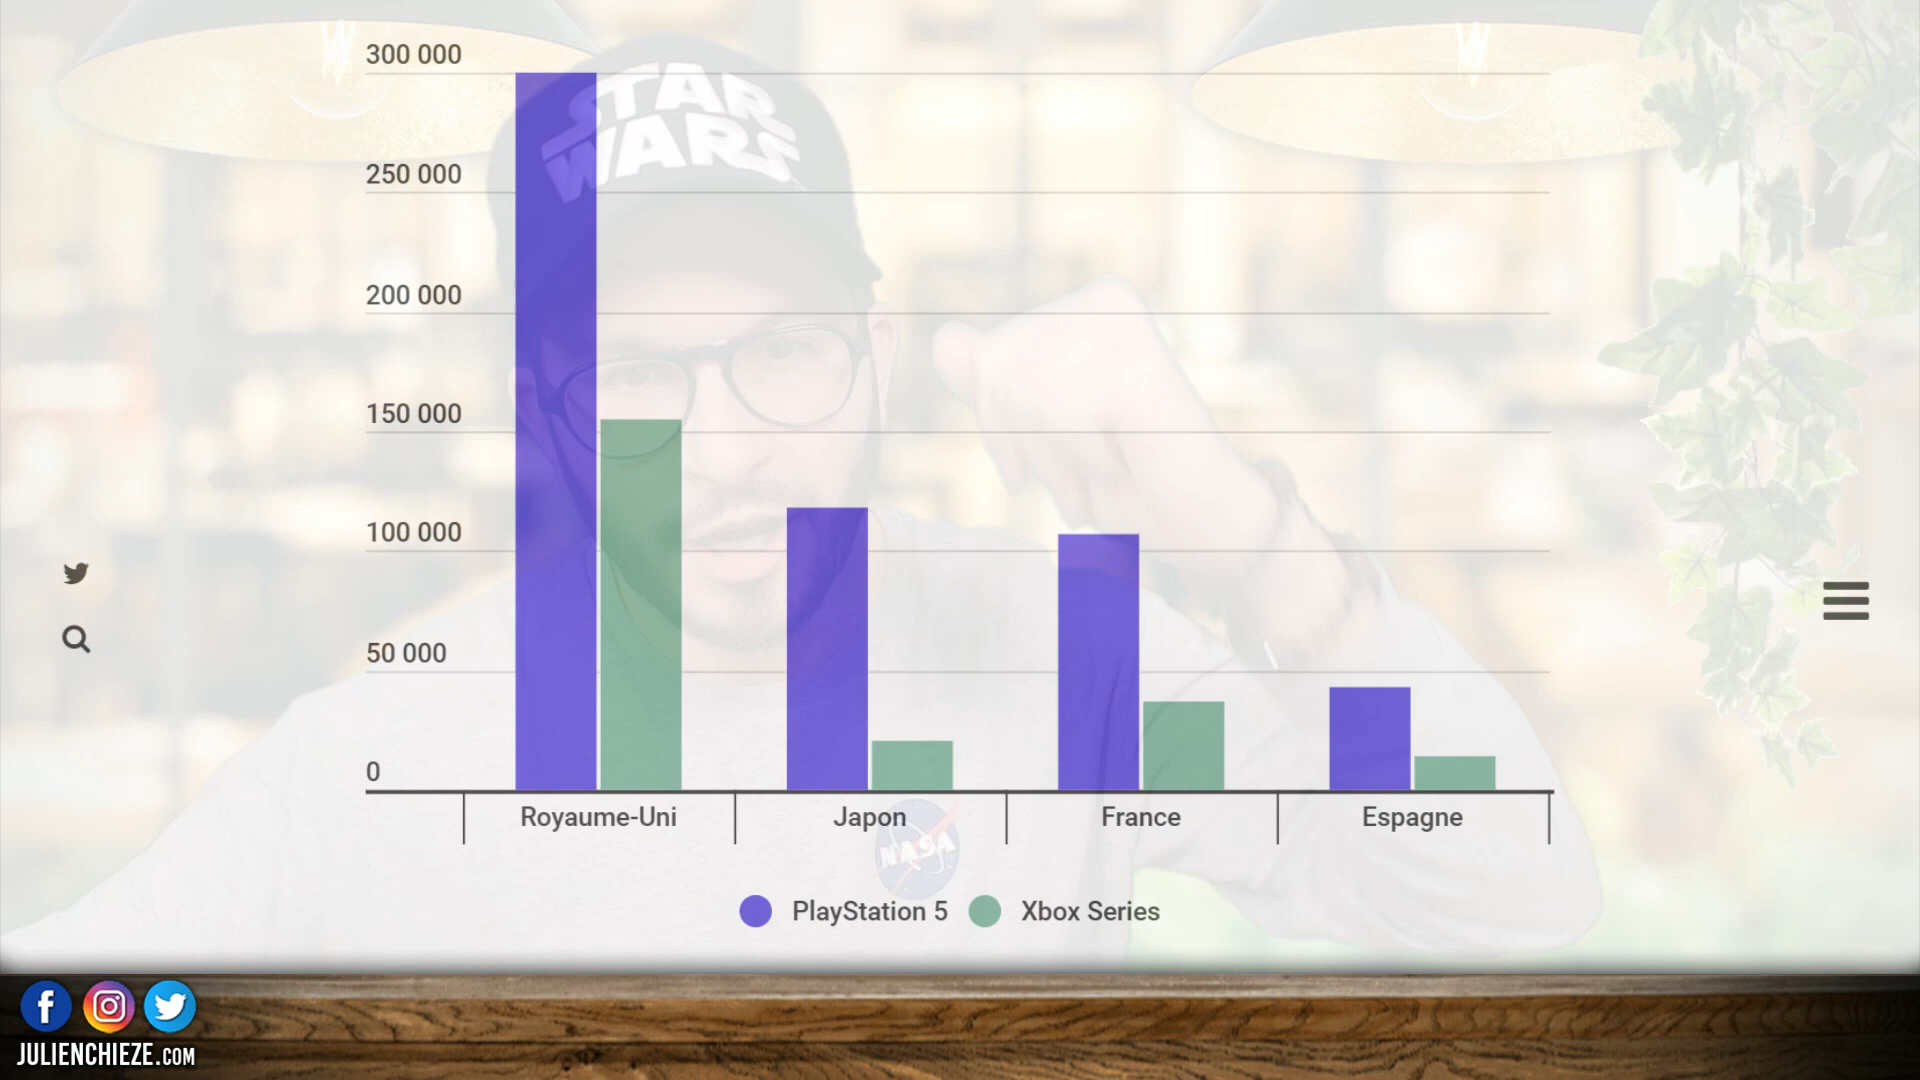 300 000
STAR
WARS
250 000
200 000
150 000
100 000
50 000
0
Royaume-Uni
Japon
France
Espagne
NASA
PlayStation 5
Xbox Series
JULIENCHIEZE.COM